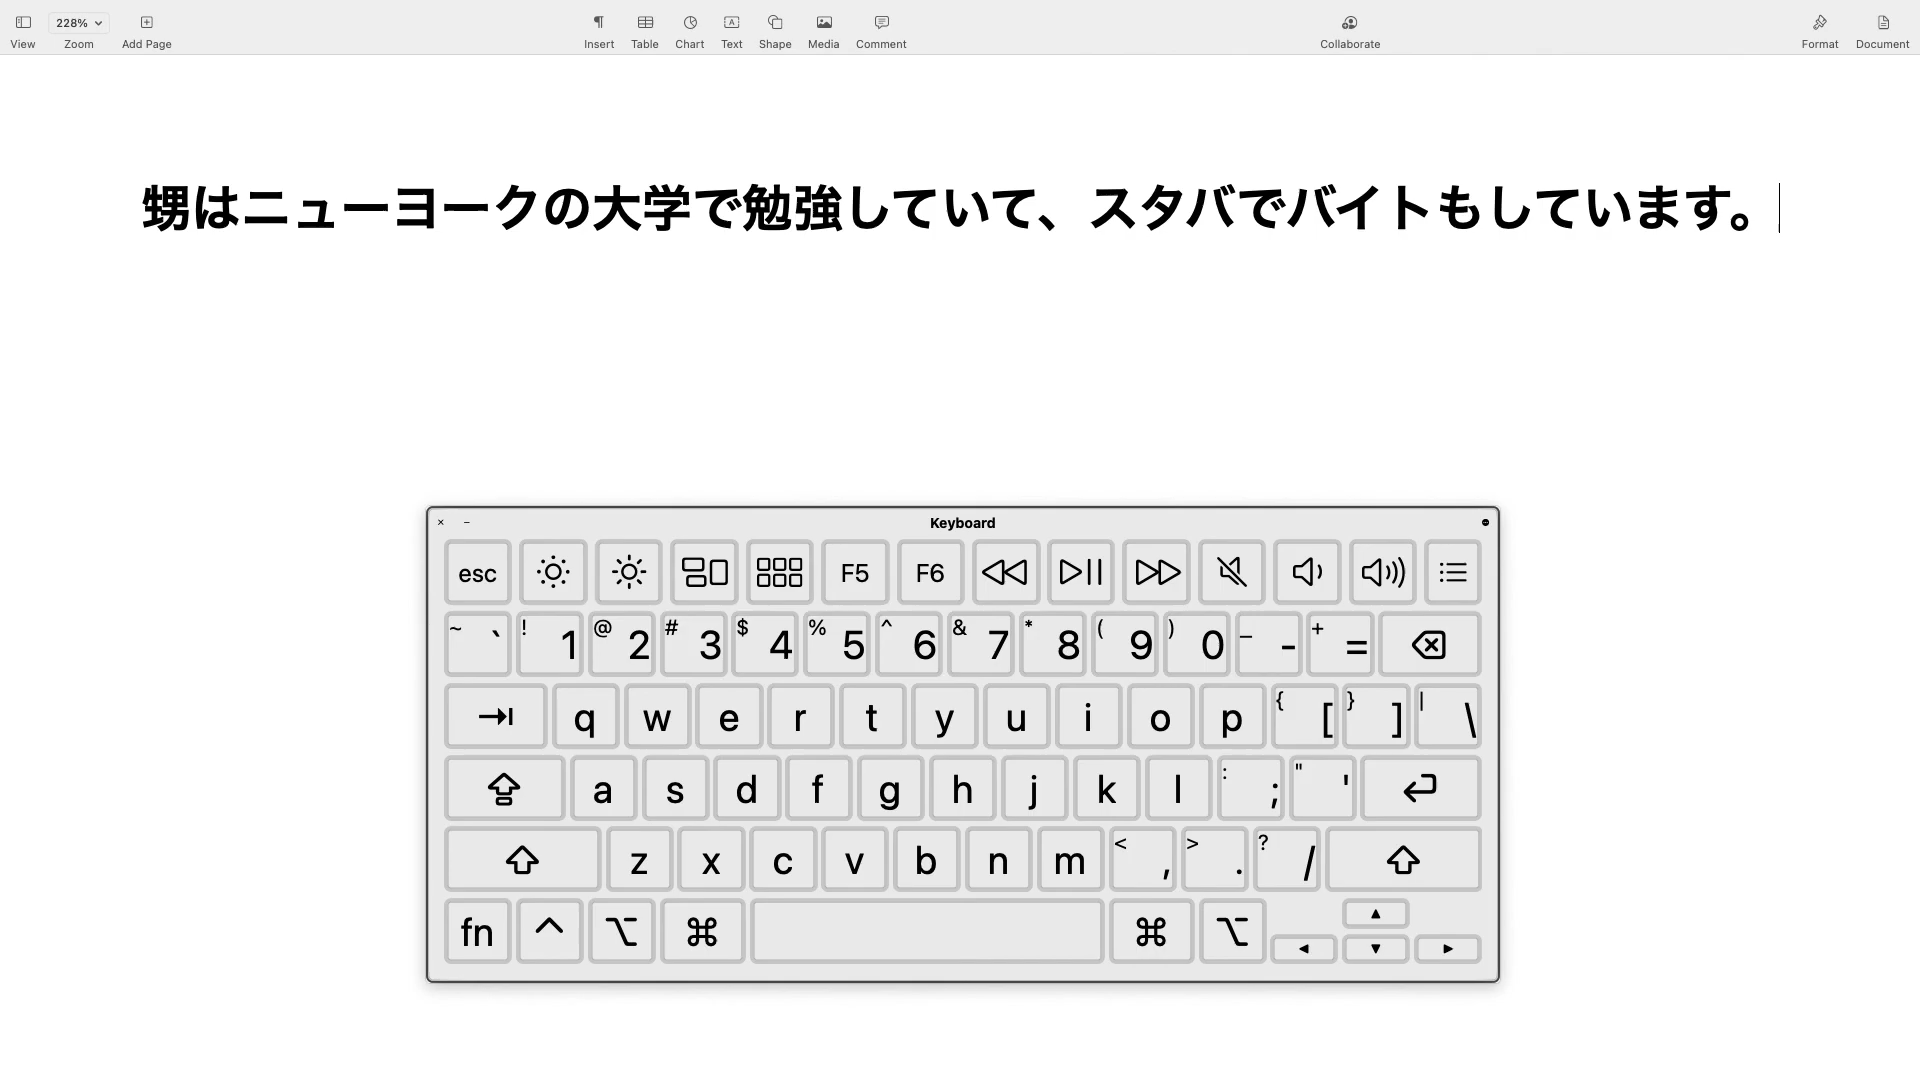 228%
View Zoom Add Page Insert Table Chart Text Shape Media Comment Collaborate Format Document
甥はニューヨークの大学で勉強していて、スタバでバイトもしています。
Keyboard
esc F5 F6
~ ` ! 1 @ 2 # 3 $ 4 % 5 ^ 6 & 7 * 8 ( 9 ) 0 _ - + =
q w e r t y u i o p { [ } ] | \
a s d f g h j k l : ; " '
z x c v b n m < , > . ? /
fn